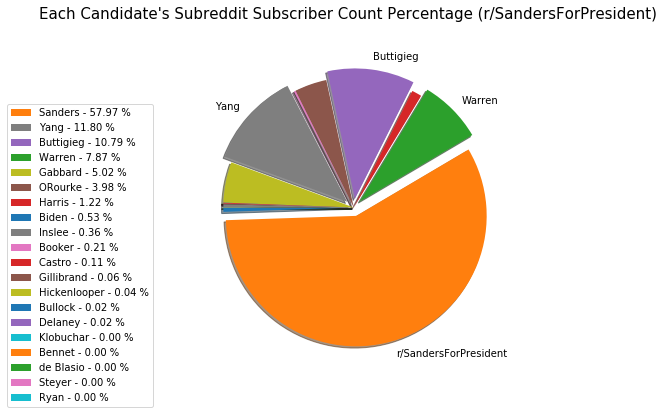 Each Candidate's Subreddit Subscriber Count Percentage (r/SandersForPresident)
Buttigieg
Yang
Warren
Sanders - 57.97 %
Yang - 11.80 %
Buttigieg - 10.79 %
Warren - 7.87 %
Gabbard - 5.02 %
ORourke - 3.98 %
Harris - 1.22 %
Biden - 0.53 %
Inslee - 0.36 %
Booker - 0.21 %
Castro - 0.11 %
Gillibrand - 0.06 %
Hickenlooper - 0.04 %
Bullock - 0.02 %
Delaney - 0.02 %
Klobuchar - 0.00 %
Bennet - 0.00 %
de Blasio - 0.00 %
Steyer - 0.00 %
Ryan - 0.00 %
r/SandersForPresident